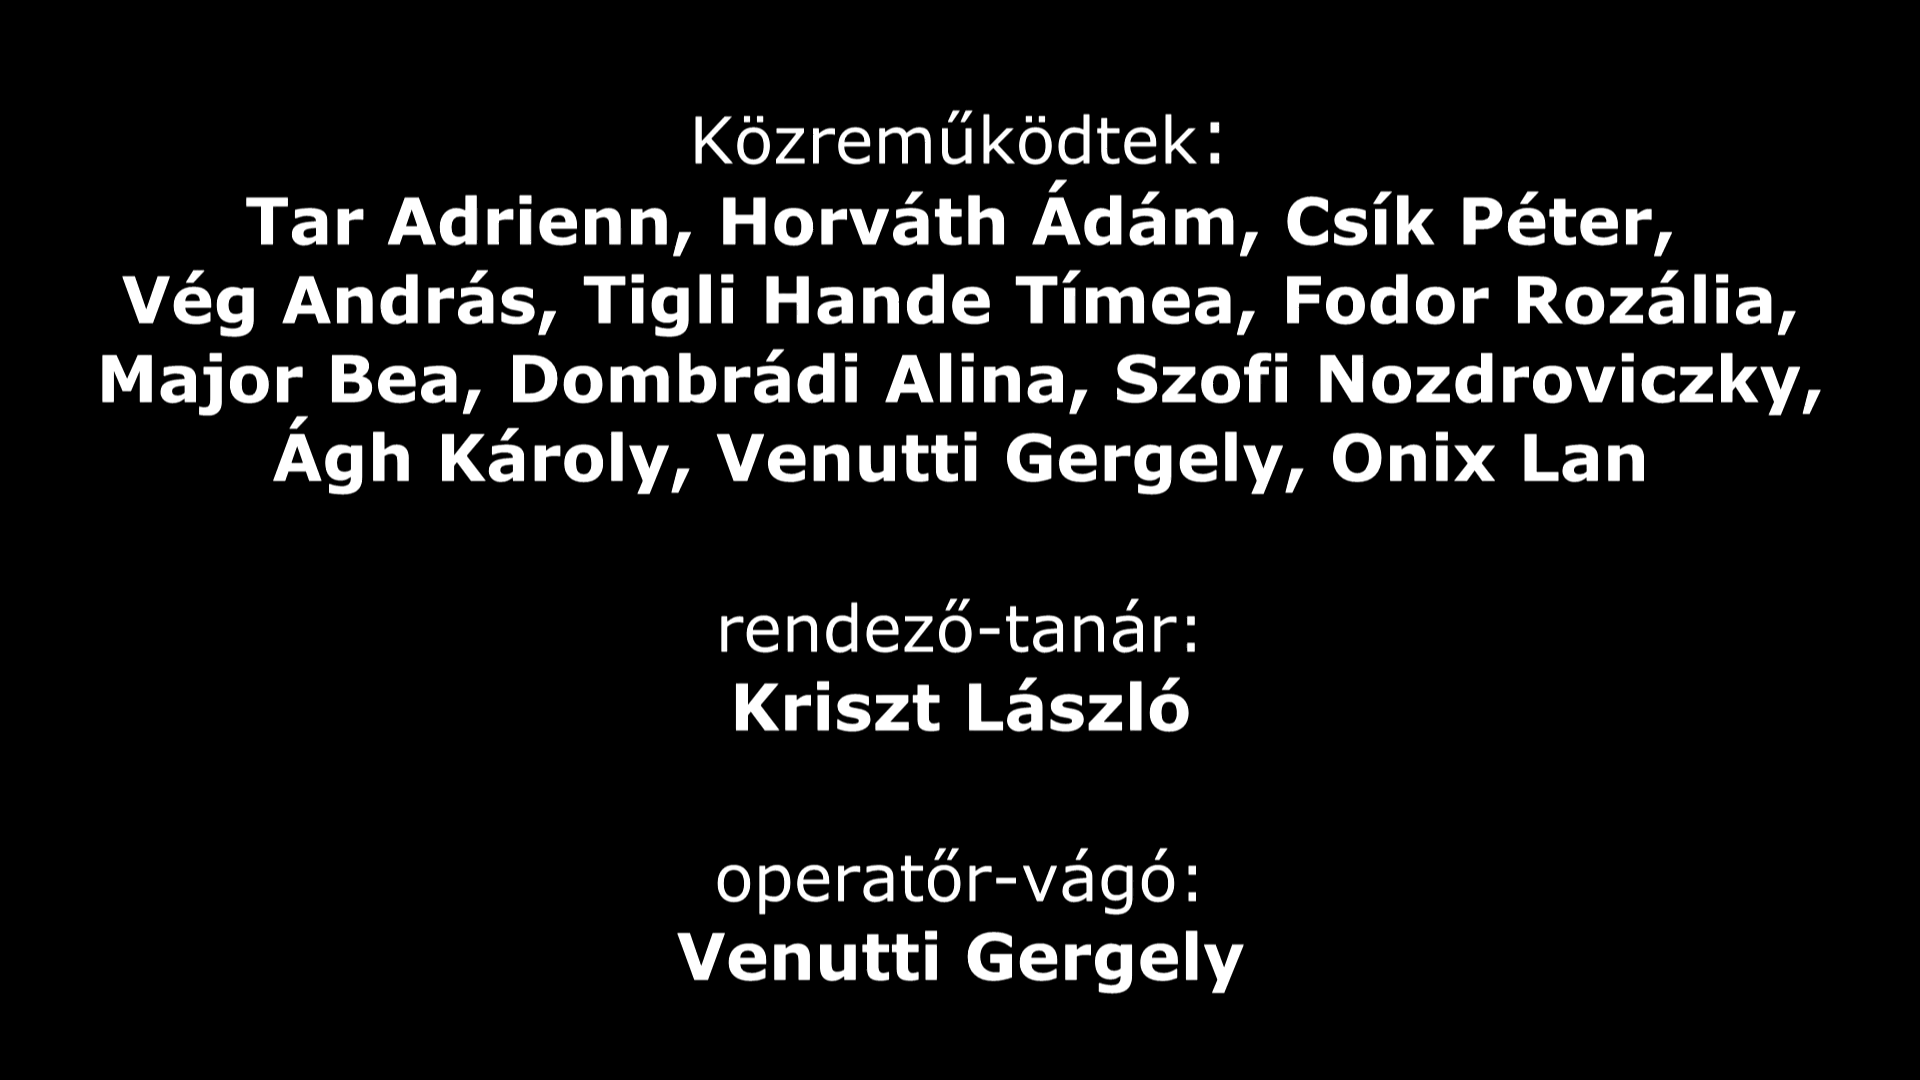 Közreműködtek:
Tar Adrienn, Horváth Ádám, Csík Péter,
Vég András, Tigli Hande Tímea, Fodor Rozália,
Major Bea, Dombrádi Alina, Szofi Nozdroviczky,
Ágh Károly, Venutti Gergely, Onix Lan
rendező-tanár:
Kriszt László
operatőr-vágó:
Venutti Gergely